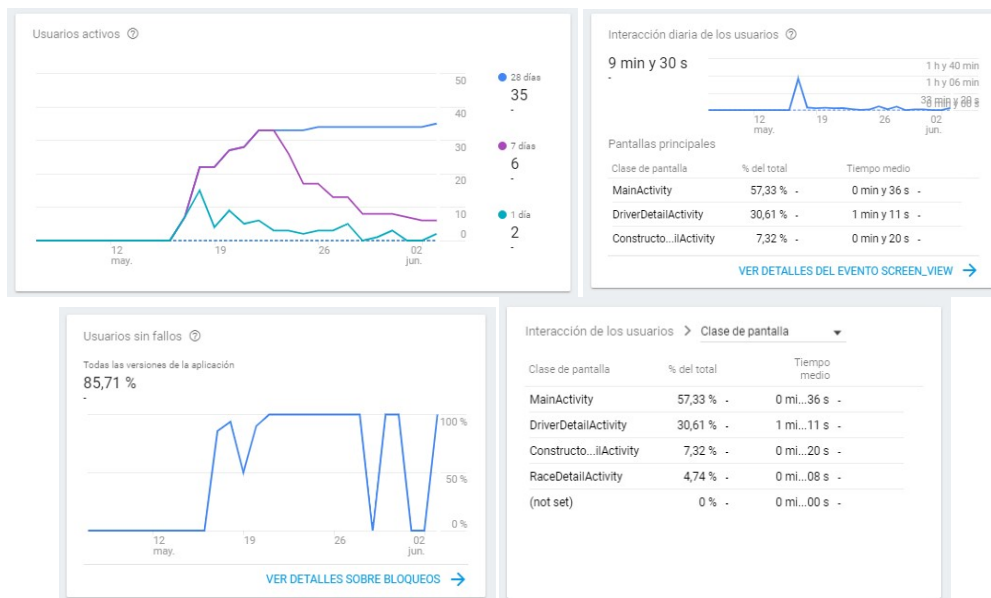 Usuarios activos
50
40
30
20
10
0
12
may.
19
26
02
jun.
28 días
35
-
7 días
6
-
1 día
2
-
Interacción diaria de los usuarios
9 min y 30 s
-
1 h y 40 min
1 h y 06 min
33 min y 20 s
0 min y 00 s
12
may.
19
26
02
jun.
Pantallas principales
Clase de pantalla % del total Tiempo medio
MainActivity 57,33 % - 0 min y 36 s -
DriverDetailActivity 30,61 % - 1 min y 11 s -
Constructo...ilActivity 7,32 % - 0 min y 20 s -
VER DETALLES DEL EVENTO SCREEN_VIEW
Usuarios sin fallos
Todas las versiones de la aplicación
85,71 %
-
100 %
50 %
0 %
12
may.
19
26
02
jun.
VER DETALLES SOBRE BLOQUEOS
Interacción de los usuarios > Clase de pantalla
Clase de pantalla % del total Tiempo
medio
MainActivity 57,33 % - 0 mi...36 s -
DriverDetailActivity 30,61 % - 1 mi...11 s -
Constructo...ilActivity 7,32 % - 0 mi...20 s -
RaceDetailActivity 4,74 % - 0 mi...08 s -
(not set) 0 % - 0 mi...00 s -